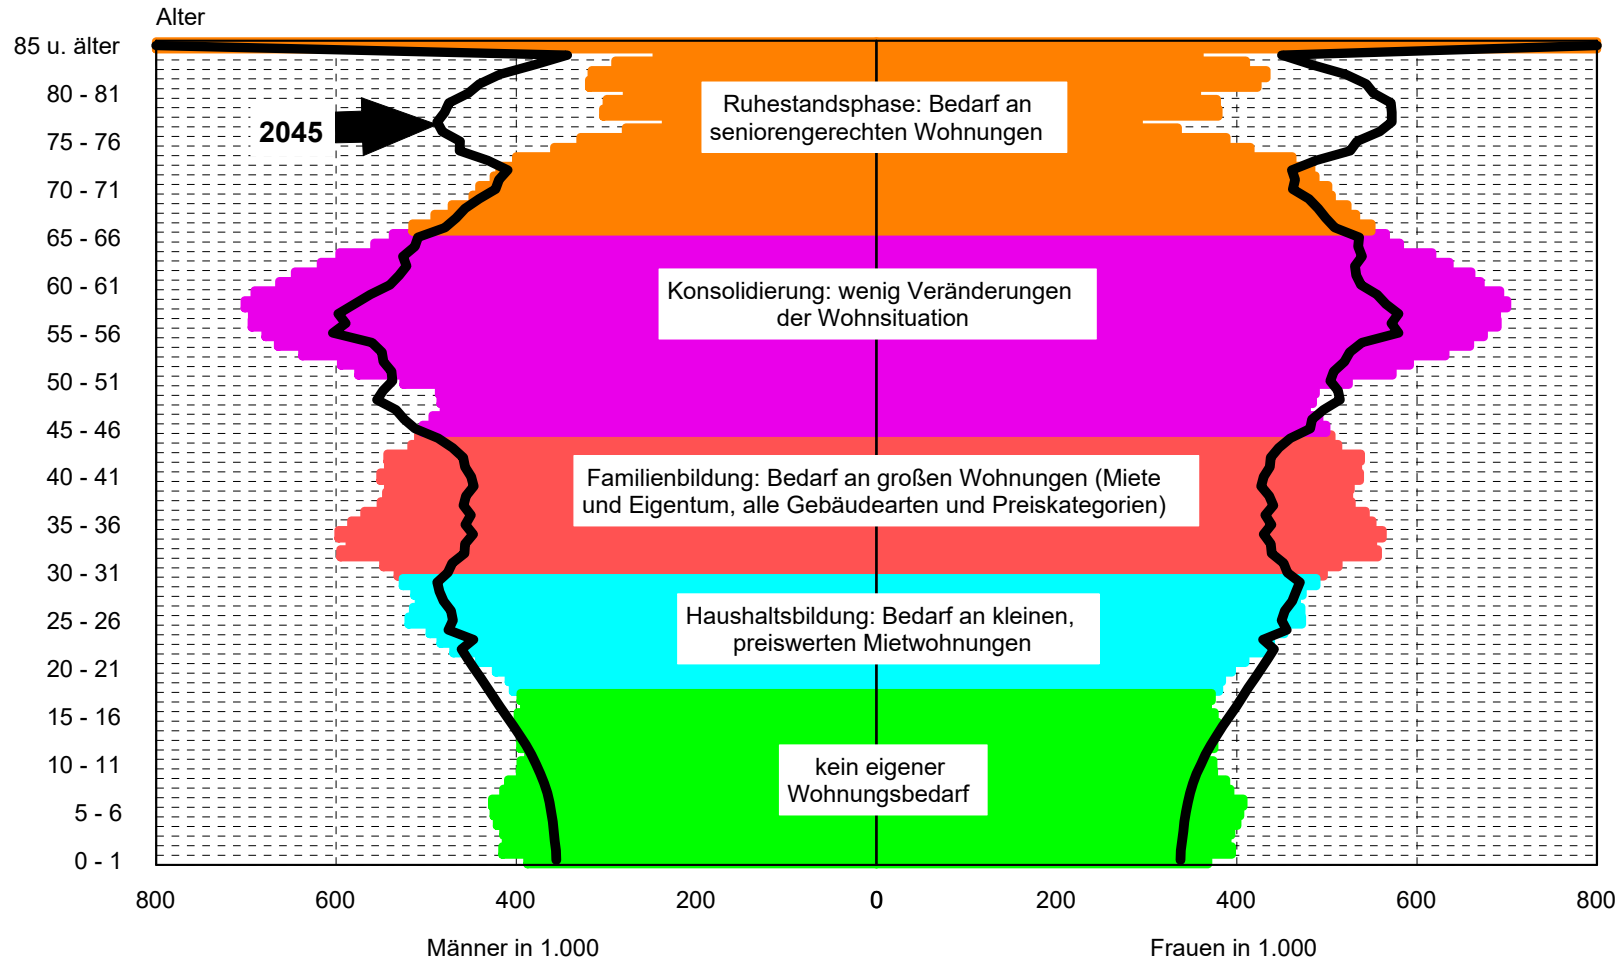 Alter
85 u. älter
80 - 81
75 - 76
70 - 71
65 - 66
60 - 61
55 - 56
50 - 51
45 - 46
40 - 41
35 - 36
30 - 31
25 - 26
20 - 21
15 - 16
10 - 11
5 - 6
0 - 1
2045
Ruhestandsphase: Bedarf an
seniorengerechten Wohnungen
Konsolidierung: wenig Veränderungen
der Wohnsituation
Familienbildung: Bedarf an großen Wohnungen (Miete
und Eigentum, alle Gebäudearten und Preiskategorien)
Haushaltsbildung: Bedarf an kleinen,
preiswerten Mietwohnungen
kein eigener
Wohnungsbedarf
800 600 400 200 0 200 400 600 800
Männer in 1.000 Frauen in 1.000